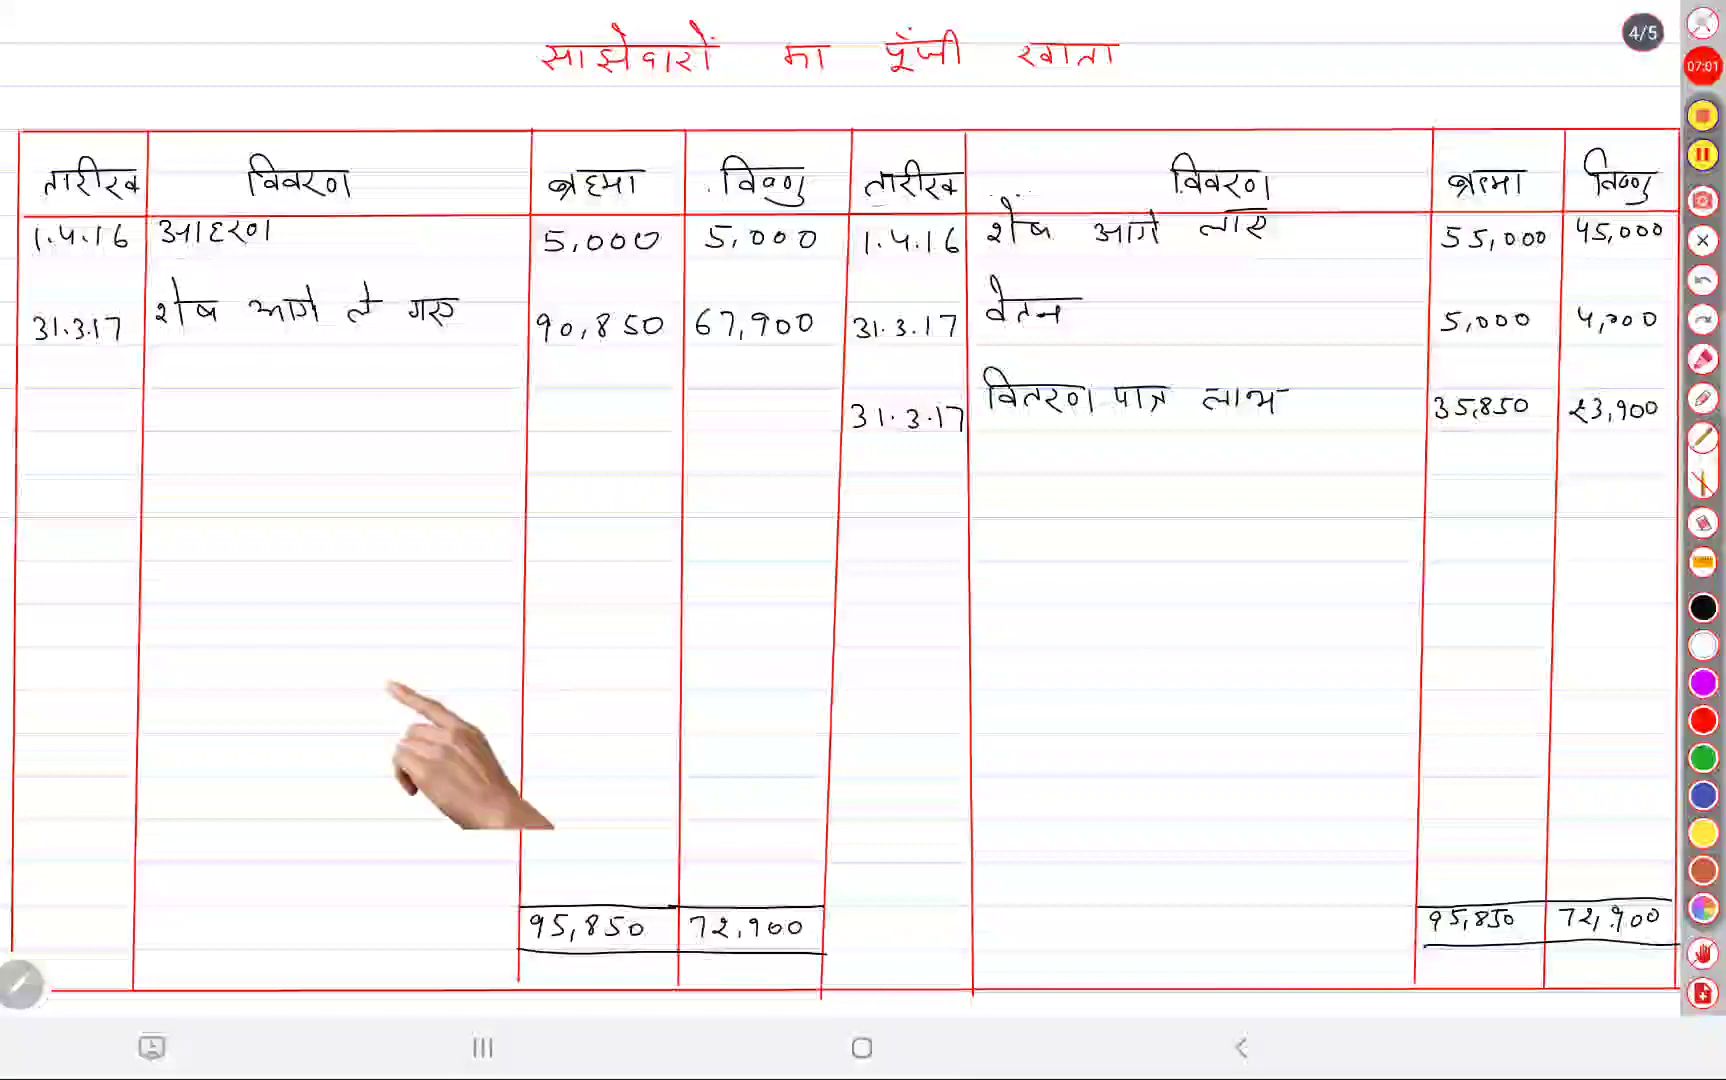 4/5
07:01
साझेदारों का पूँजी खाता
तारीख विवरण ब्रह्मा विष्णु तारीख विवरण ब्रह्मा विष्णु
1.4.16 आहरण 5,000 5,000 1.4.16 शेष आगे लाए 55,000 45,000
31.3.17 शेष आगे ले गए 90,850 67,900 31.3.17 वेतन 5,000 4,000
31.3.17 वितरण पात्र लाभ 35,850 23,900
95,850 72,900 95,850 72,900